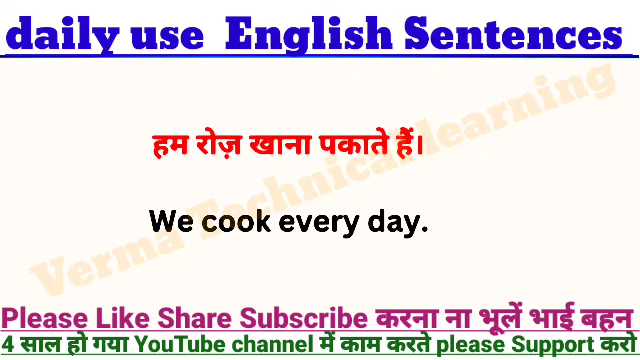 daily use English Sentences
हम रोज़ खाना पकाते हैं।
We cook every day.
Verma Technical learning
Please Like Share Subscribe करना ना भूलें भाई बहन
4 साल हो गया YouTube channel में काम करते please Support करो